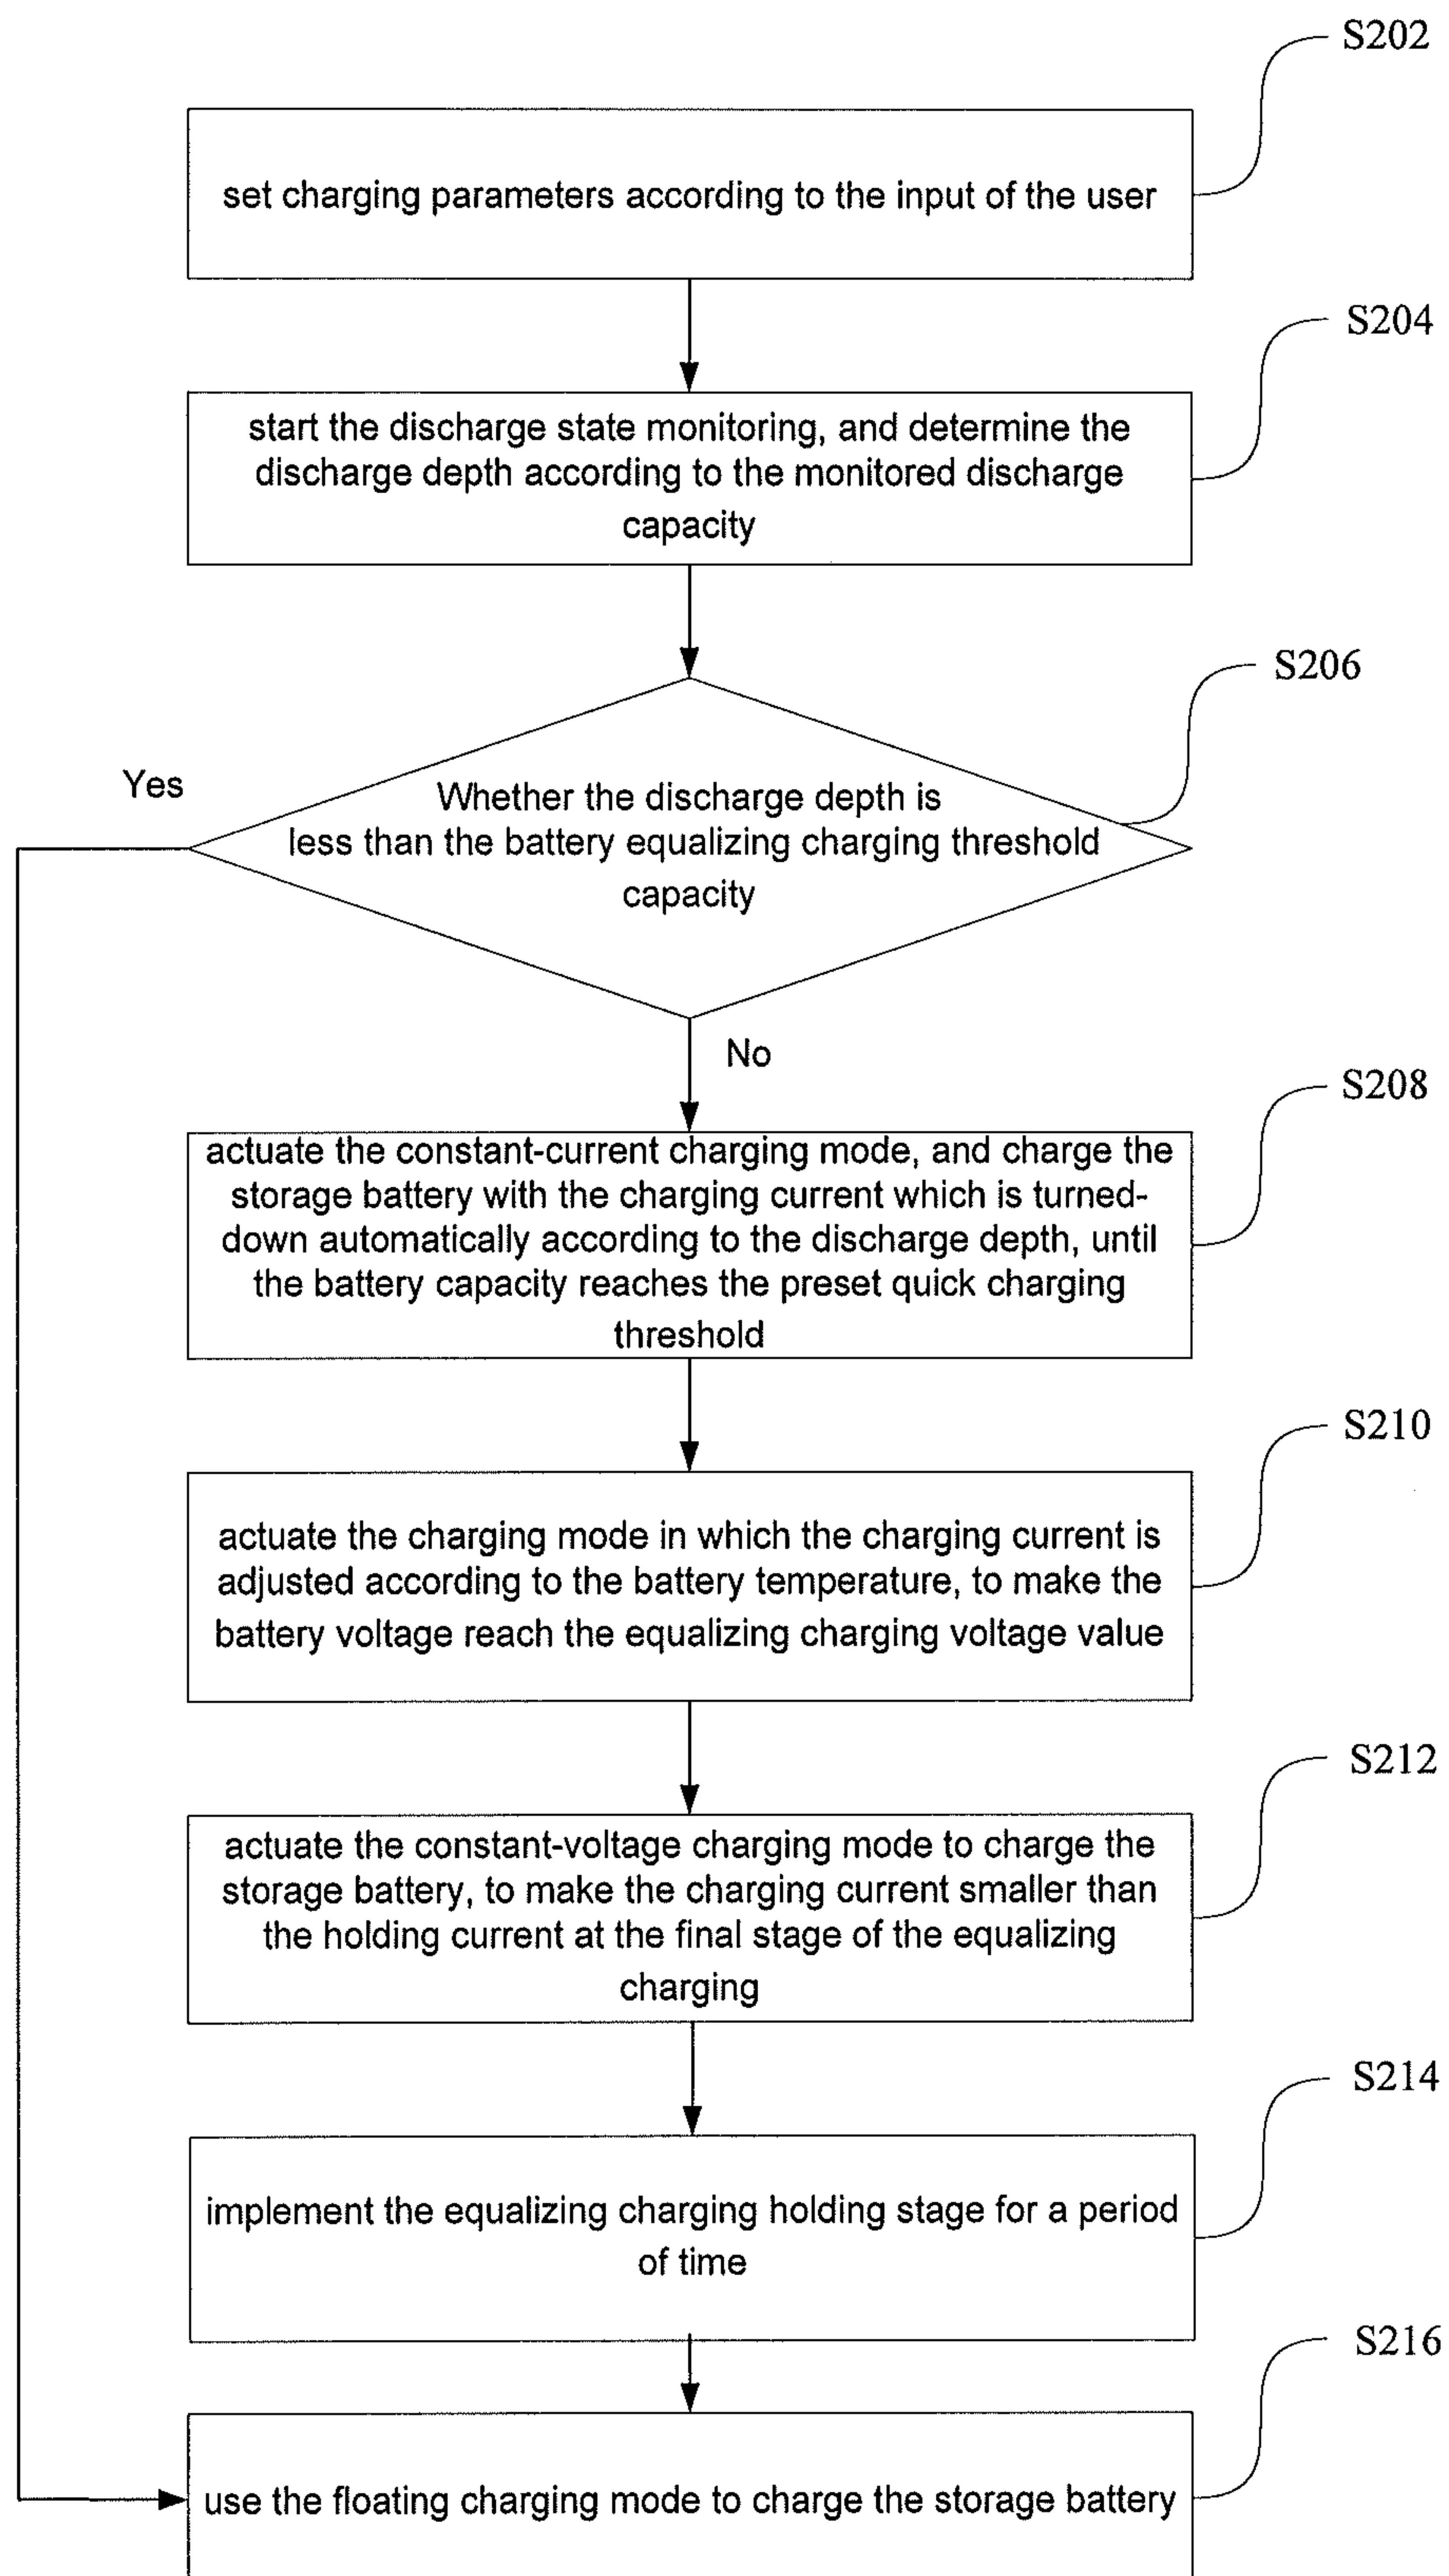 S202
set charging parameters according to the input of the user
S204
start the discharge state monitoring, and determine the
discharge depth according to the monitored discharge
capacity
S206
Yes
Whether the discharge depth is
less than the battery equalizing charging threshold
capacity
No
S208
actuate the constant-current charging mode, and charge the
storage battery with the charging current which is turned-
down automatically according to the discharge depth, until
the battery capacity reaches the preset quick charging
threshold
S210
actuate the charging mode in which the charging current is
adjusted according to the battery temperature, to make the
battery voltage reach the equalizing charging voltage value
S212
actuate the constant-voltage charging mode to charge the
storage battery, to make the charging current smaller than
the holding current at the final stage of the equalizing
charging
S214
implement the equalizing charging holding stage for a period
of time
S216
use the floating charging mode to charge the storage battery